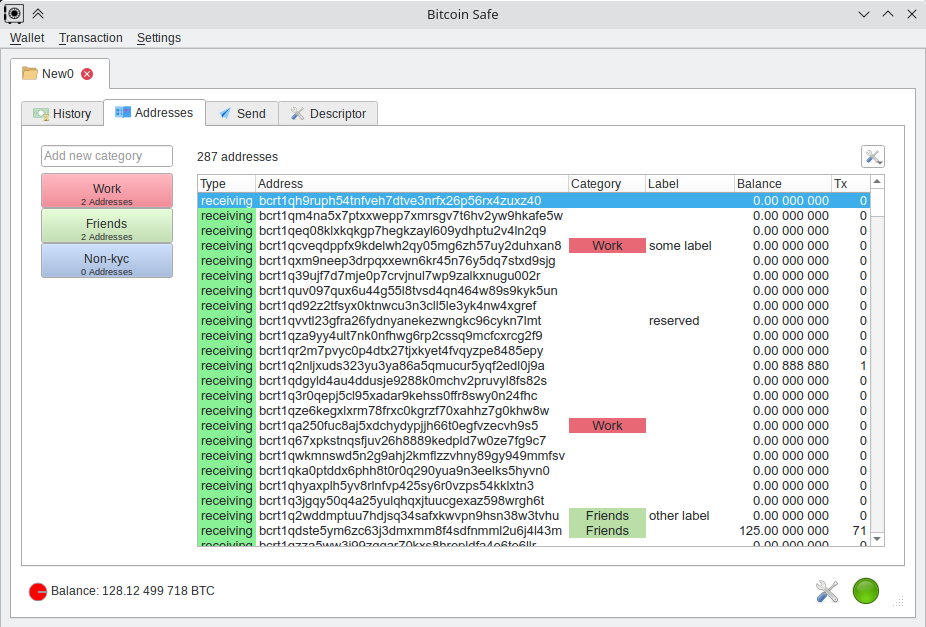 Bitcoin Safe
Wallet Transaction Settings
New0
History Addresses Send Descriptor
Add new category
287 addresses
Work
2 Addresses
Friends
2 Addresses
Non-kyc
0 Addresses
Type Address Category Label Balance Tx
receiving bcrt1qh9ruph54tnfveh7dtve3nrfx26p56rx4zuxz40 0.00 000 000 0
receiving bcrt1qm4na5x7ptxxwepp7xmrsgv7t6hv2yw9hkafe5w 0.00 000 000 0
receiving bcrt1qeq08klxkqkgp7hegkzayl609ydhptu2v4ln2q9 0.00 000 000 0
receiving bcrt1qcveqdppfx9kdelwh2qy05mg6zh57uy2duhxan8 Work some label 0.00 000 000 0
receiving bcrt1qxm9neep3drpqxxewn6kr45n76y5dq7stxd9sjg 0.00 000 000 0
receiving bcrt1q39ujf7d7mje0p7crvjnul7wp9zalkxnugu002r 0.00 000 000 0
receiving bcrt1quv097qux6u44g55l8tvsd4qn464w89s9kyk5un 0.00 000 000 0
receiving bcrt1qd92z2tfsyx0ktnwcu3n3cll5le3yk4nw4xgref 0.00 000 000 0
receiving bcrt1qvvtl23gfra26fydnyanekezwngkc96cykn7lmt reserved 0.00 000 000 0
receiving bcrt1qza9yy4ult7nk0nfhwg6rp2cssq9mcfcxrcg2f9 0.00 000 000 0
receiving bcrt1qr2m7pvyc0p4dtx27tjxkyet4fvqyzpe8485epy 0.00 000 000 0
receiving bcrt1q2nljxuds323yu3ya86a5qmucur5yqf2edl0j9a 0.00 888 880 1
receiving bcrt1qdgyld4au4ddusje9288k0mchv2pruvyl8fs82s 0.00 000 000 0
receiving bcrt1q3r0qepj5cl95xadar9kehss0ffr8swy0n24fhc 0.00 000 000 0
receiving bcrt1qze6kegxlxrm78frxc0kgrzf70xahhz7g0khw8w 0.00 000 000 0
receiving bcrt1qa250fuc8aj5xdchydypjjh66t0egfvzecvh9s5 Work 0.00 000 000 0
receiving bcrt1q67xpkstnqsfjuv26h8889kedpld7w0ze7fg9c7 0.00 000 000 0
receiving bcrt1qwkmnswd5n2g9ahj2kmflzzvhny89gy949mmfsv 0.00 000 000 0
receiving bcrt1qka0ptddx6phh8t0r0q290yua9n3eelks5hyvn0 0.00 000 000 0
receiving bcrt1qhyaxplh5yv8rlnfvp425sy6r0vzps54kklxtn3 0.00 000 000 0
receiving bcrt1q3jgqy50q4a25yulqhqxjtuucgexaz598wrgh6t 0.00 000 000 0
receiving bcrt1q2wddmptuu7hdjsq34safxkwvpn9hsn38w3tvhu Friends other label 0.00 000 000 0
receiving bcrt1qdste5ym6zc63j3dmxmm8f4sdfnmml2u6j4l43m Friends 125.00 000 000 71
receiving 0.00 000 000 0
Balance: 128.12 499 718 BTC